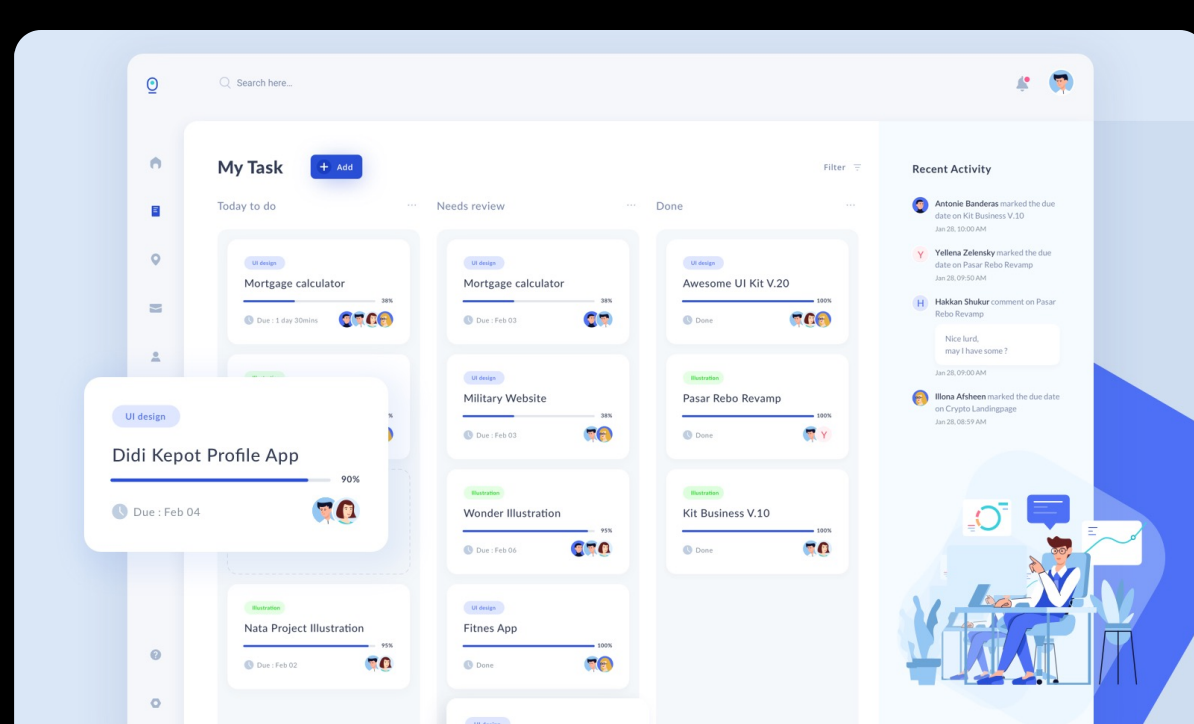 Search here...
My Task
+ Add
Filter
Today to do
UI design
Mortgage calculator
38%
Due : 1 day 30mins
UI design
Didi Kepot Profile App
90%
Due : Feb 04
Illustration
Nata Project Illustration
95%
Due : Feb 02
Needs review
UI design
Mortgage calculator
38%
Due : Feb 03
UI design
Military Website
38%
Due : Feb 03
Illustration
Wonder Illustration
95%
Due : Feb 06
UI design
Fitnes App
100%
Done
UI design
Done
UI design
Awesome UI Kit V.20
100%
Done
Illustration
Pasar Rebo Revamp
100%
Done
Y
Illustration
Kit Business V.10
100%
Done
Recent Activity
Antonie Banderas marked the due
date on Kit Business V.10
Jan 28, 10:00 AM
Y
Yellena Zelensky marked the due
date on Pasar Rebo Revamp
Jan 28, 09:50 AM
H
Hakkan Shukur comment on Pasar
Rebo Revamp
Nice lurd,
may I have some ?
Jan 28, 09:00 AM
Illona Afsheen marked the due date
on Crypto Landingpage
Jan 28, 08:59 AM